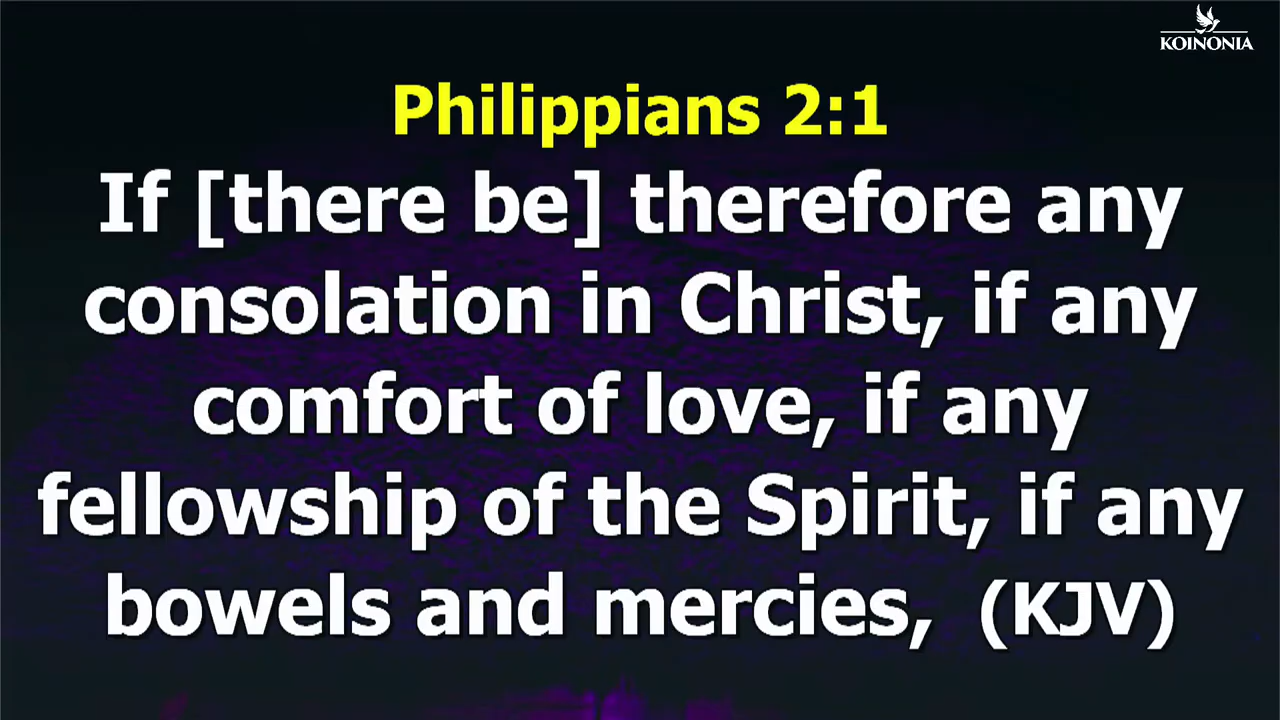 KOINONIA
Philippians 2:1
If [there be] therefore any
consolation in Christ, if any
comfort of love, if any
fellowship of the Spirit, if any
bowels and mercies, (KJV)